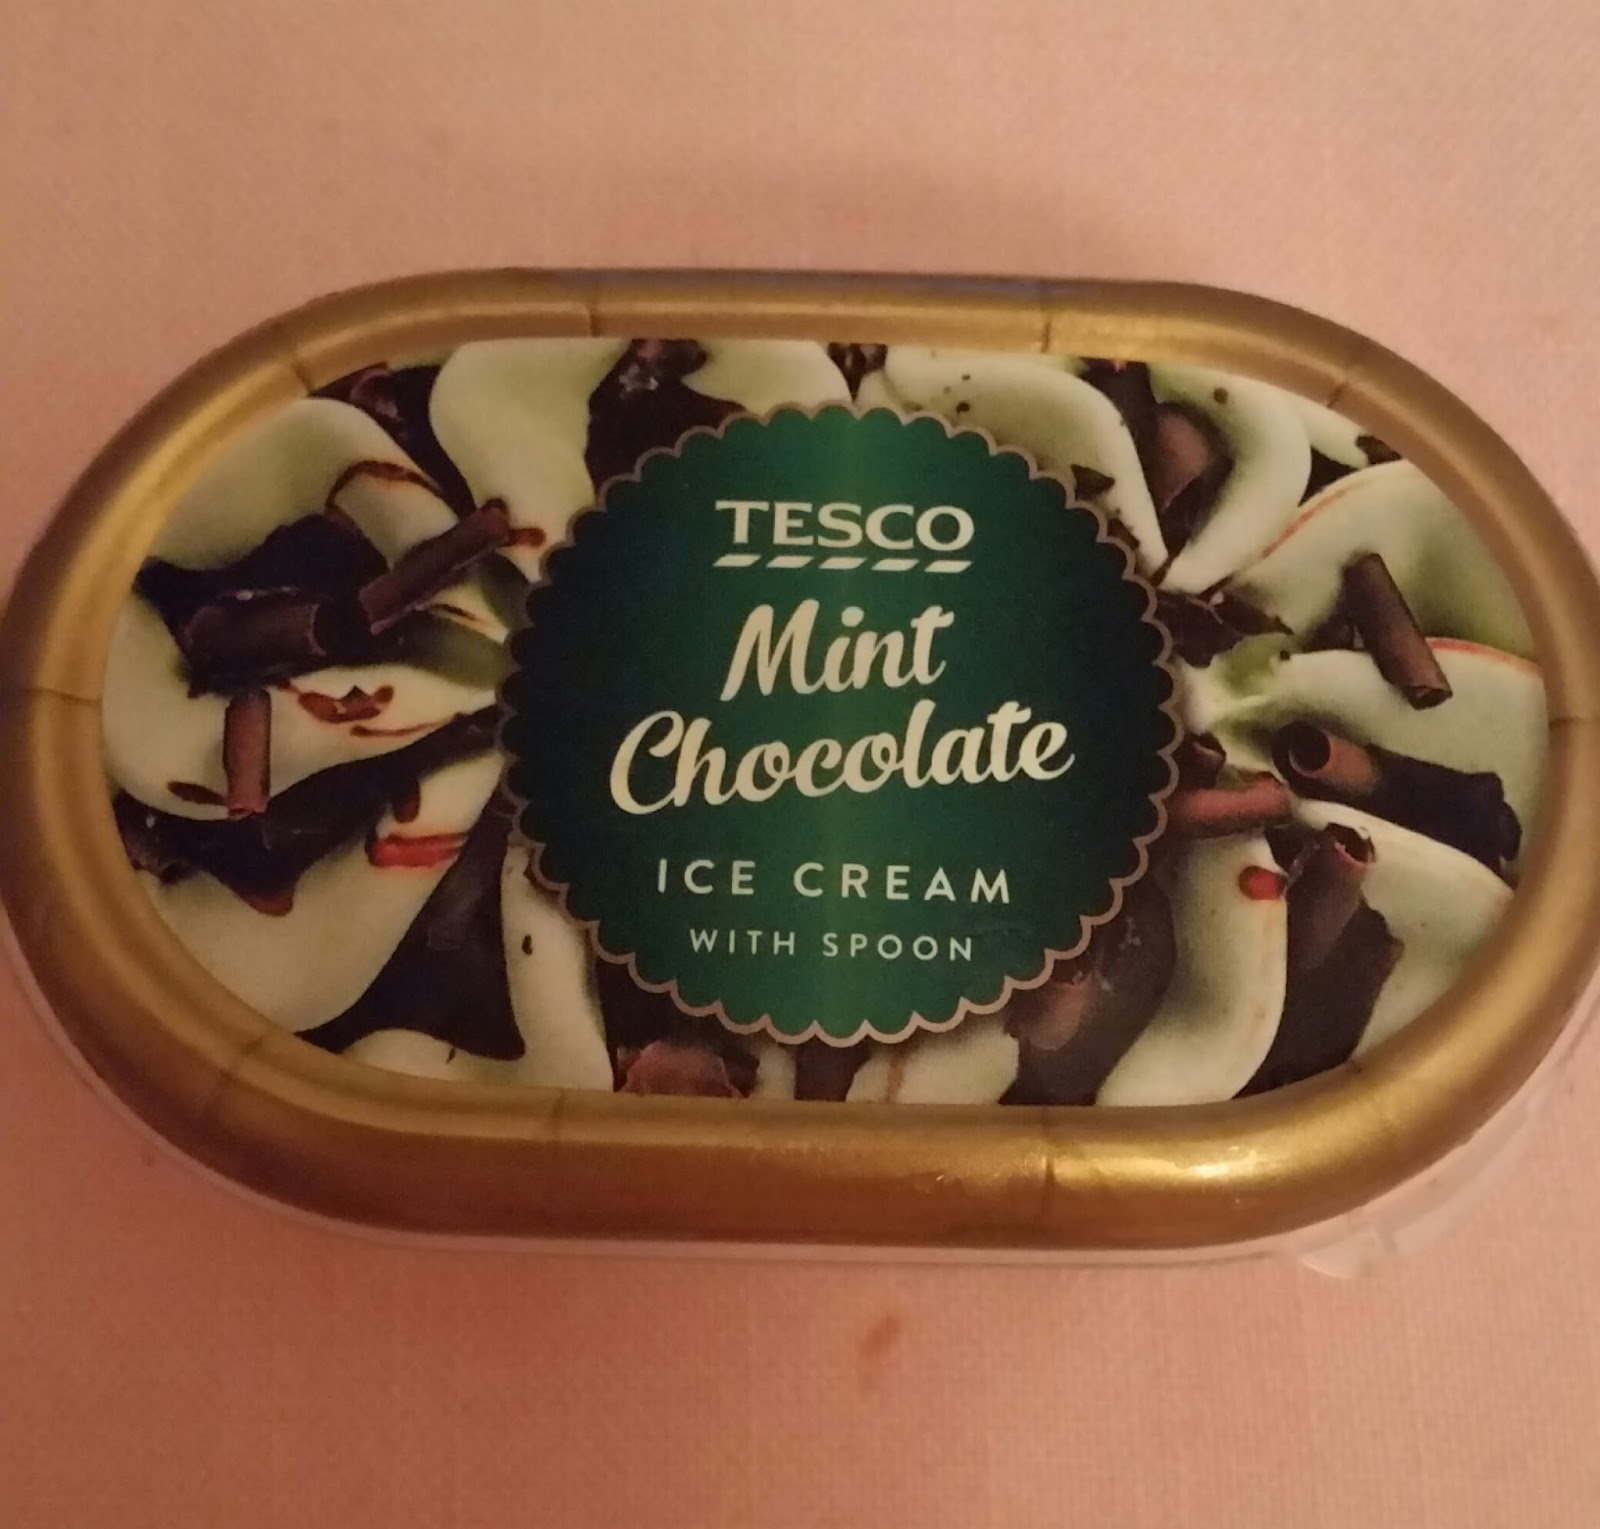 TESCO
Mint
Chocolate
ICE CREAM
WITH SPOON